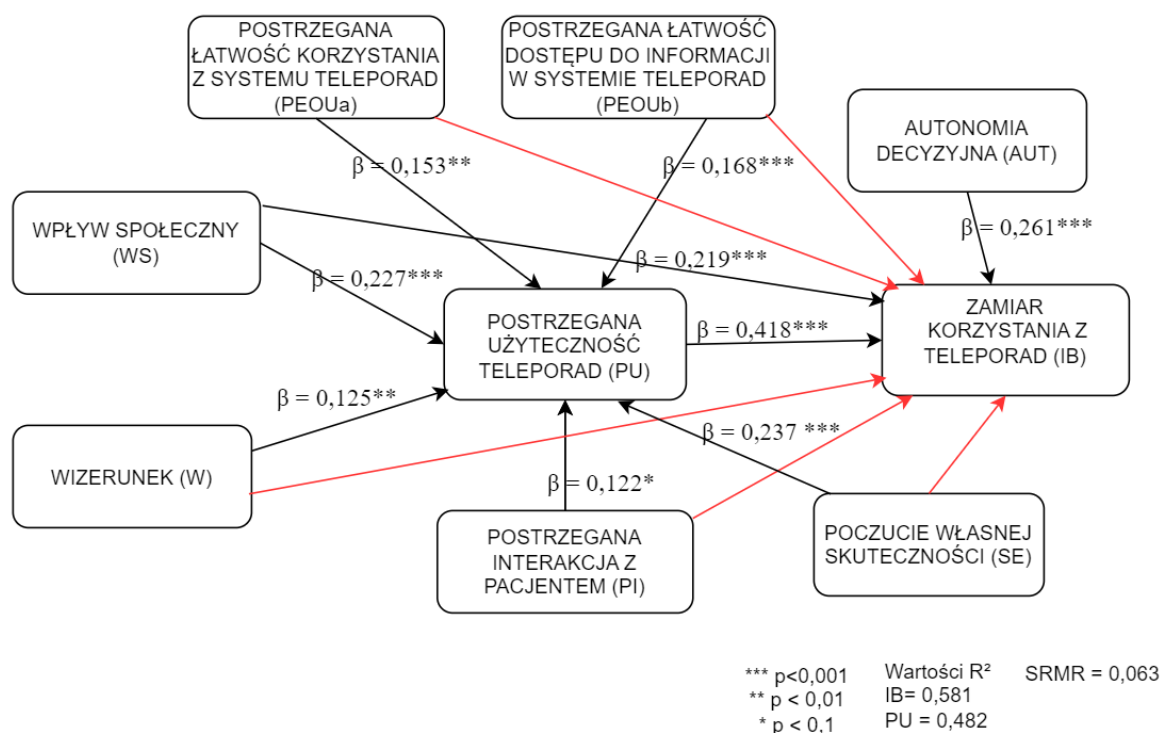 POSTRZEGANA
ŁATWOŚĆ KORZYSTANIA
Z SYSTEMU TELEPORAD
(PEOUa)
POSTRZEGANA ŁATWOŚĆ
DOSTĘPU DO INFORMACJI
W SYSTEMIE TELEPORAD
(PEOUb)
AUTONOMIA
DECYZYJNA (AUT)
β = 0,153**
β = 0,168***
WPŁYW SPOŁECZNY
(WS)
β = 0,261***
β = 0,219***
β = 0,227***
POSTRZEGANA
UŻYTECZNOŚĆ
TELEPORAD (PU)
β = 0,418***
ZAMIAR
KORZYSTANIA Z
TELEPORAD (IB)
β = 0,125**
β = 0,237 ***
WIZERUNEK (W)
β = 0,122*
POSTRZEGANA
INTERAKCJA Z
PACJENTEM (PI)
POCZUCIE WŁASNEJ
SKUTECZNOŚCI (SE)
*** p<0,001
** p < 0,01
* p < 0,1
Wartości R²
IB= 0,581
PU = 0,482
SRMR = 0,063